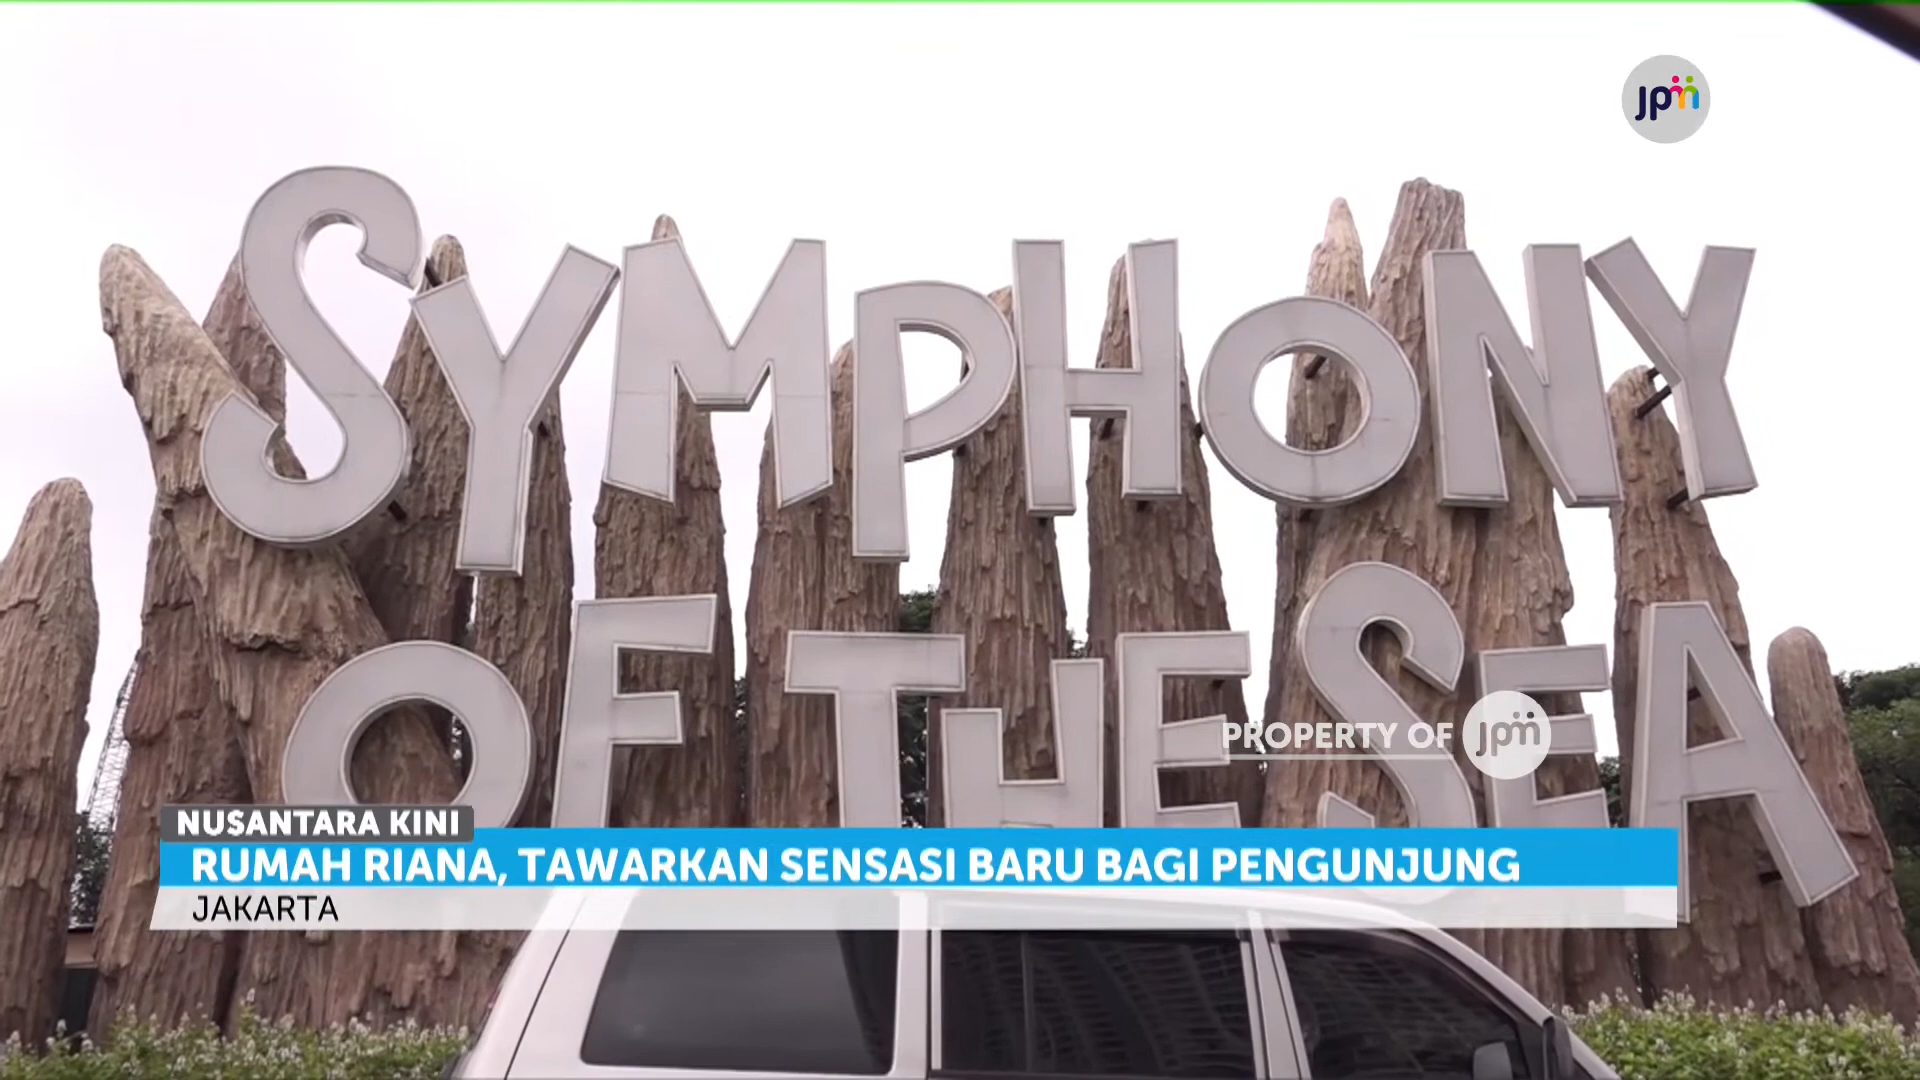 jpm
SYMPHONY
OF THE SEA
PROPERTY OF jpm
NUSANTARA KINI
RUMAH RIANA, TAWARKAN SENSASI BARU BAGI PENGUNJUNG
JAKARTA